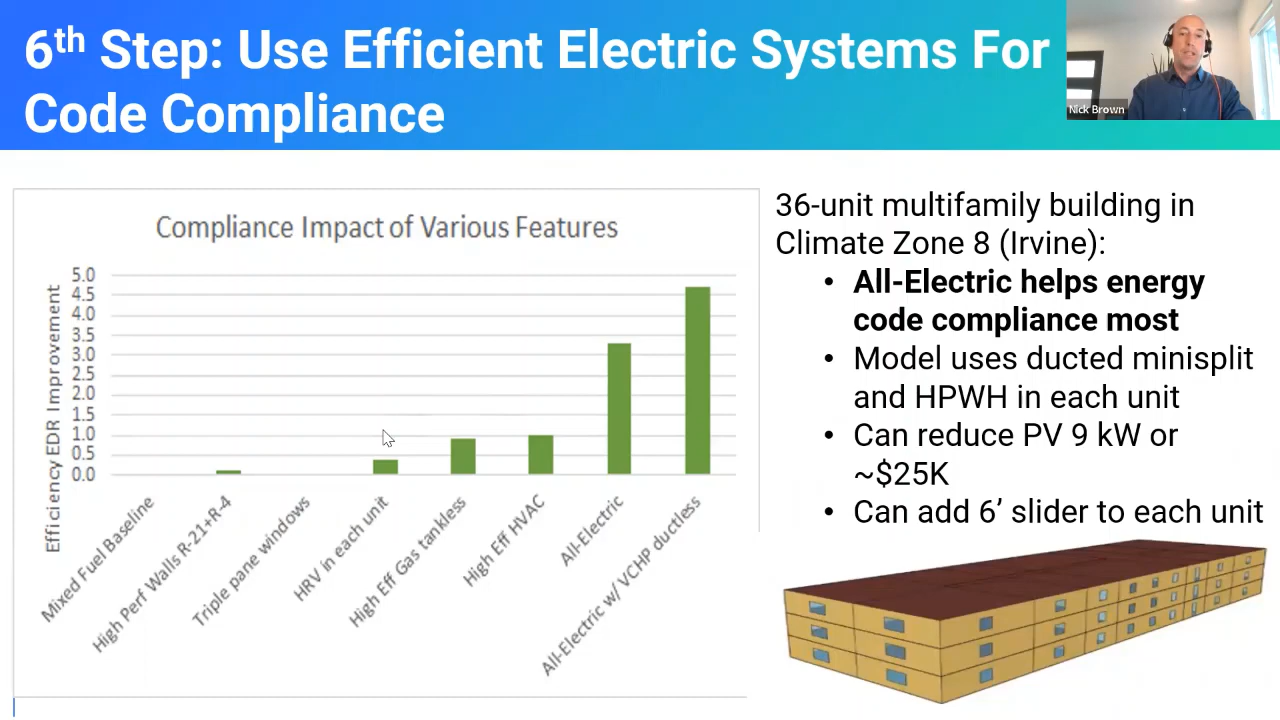 6th Step: Use Efficient Electric Systems For
Code Compliance
Nick Brown
Compliance Impact of Various Features
Efficiency EDR Improvement
5.0
4.5
4.0
3.5
3.0
2.5
2.0
1.5
1.0
0.5
0.0
Mixed Fuel Baseline
High Perf Walls R-21+R-4
Triple pane windows
HRV in each unit
High Eff Gas tankless
High Eff HVAC
All-Electric
All-Electric w/ VCHP ductless
36-unit multifamily building in
Climate Zone 8 (Irvine):
• All-Electric helps energy
code compliance most
• Model uses ducted minisplit
and HPWH in each unit
• Can reduce PV 9 kW or
~$25K
• Can add 6’ slider to each unit